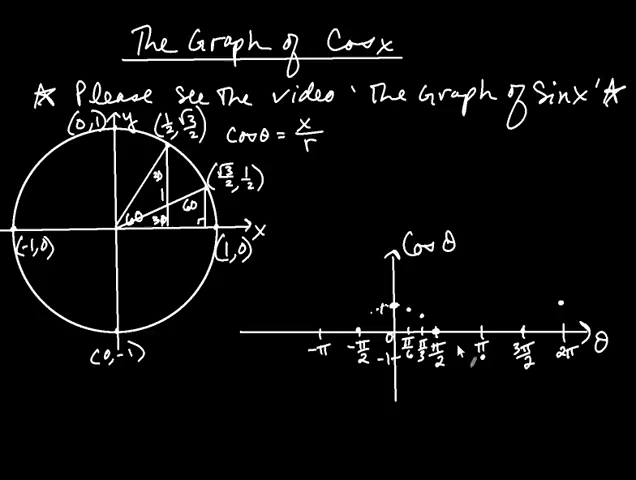 The Graph of Cosx
☆ Please see the video 'The Graph of Sinx' ☆
(0,1) y (1/2, √3/2) cosθ = x/r
(√3/2, 1/2)
30
1 60
60 30 x
(-1,0) (1,0)
(0,-1)
Cos θ
1
-π -π/2 0 π/6 π/3 π/2 π 3π/2 2π θ
-1